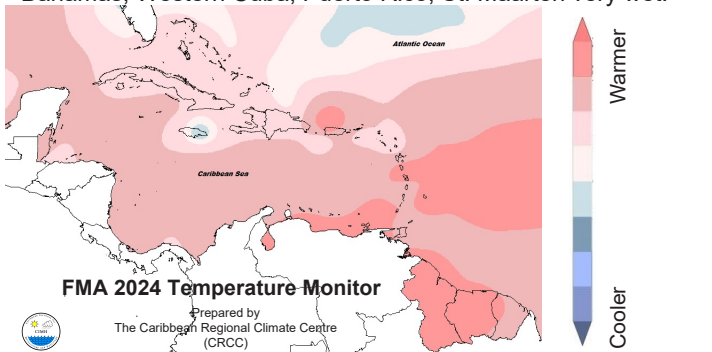 Bahamas, Western Cuba, Puerto Rico, St. Maarten very wet.
Atlantic Ocean
Warmer
Caribbean Sea
FMA 2024 Temperature Monitor
Prepared by
The Caribbean Regional Climate Centre
(CRCC)
CIMH
Cooler